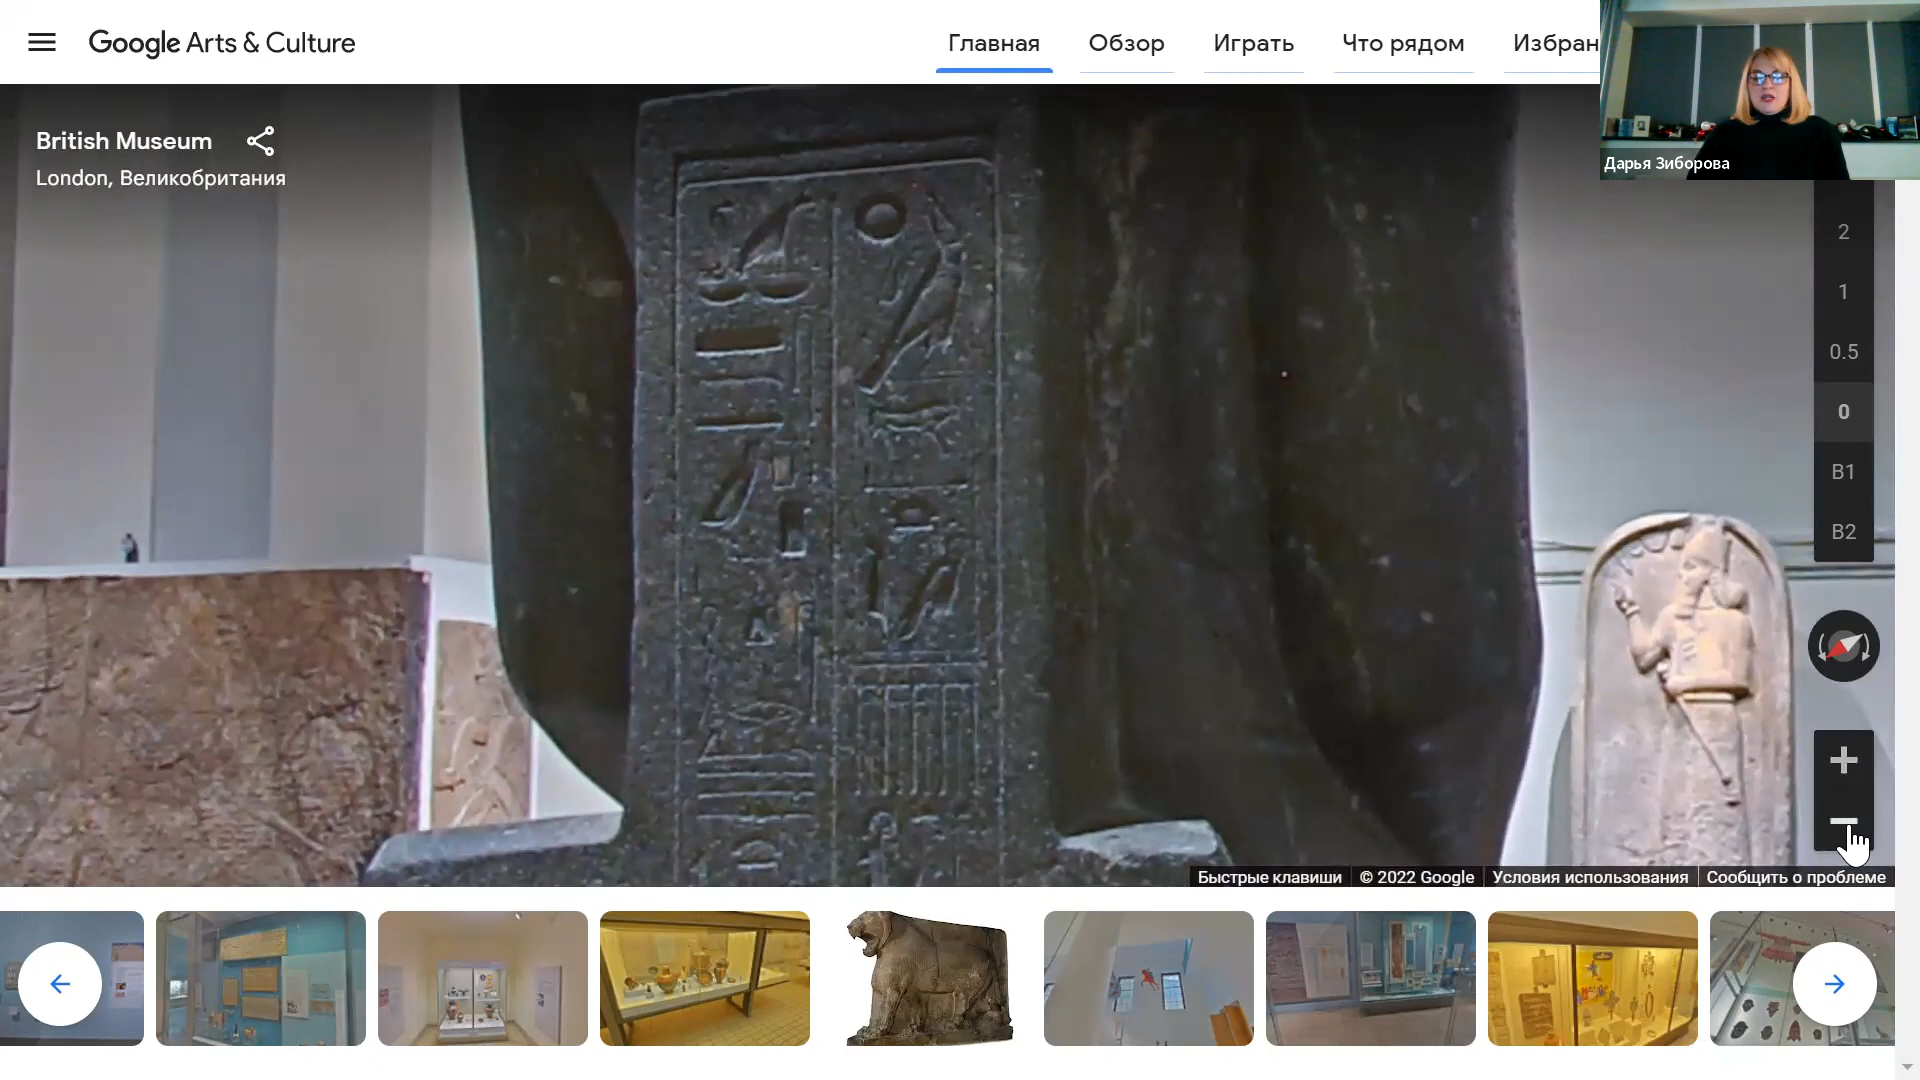 Google Arts & Culture
Главная
Обзор
Играть
Что рядом
Избран
British Museum
London, Великобритания
Дарья Зиборова
2
1
0.5
0
B1
B2
Быстрые клавиши
© 2022 Google
Условия использования
Сообщить о проблеме